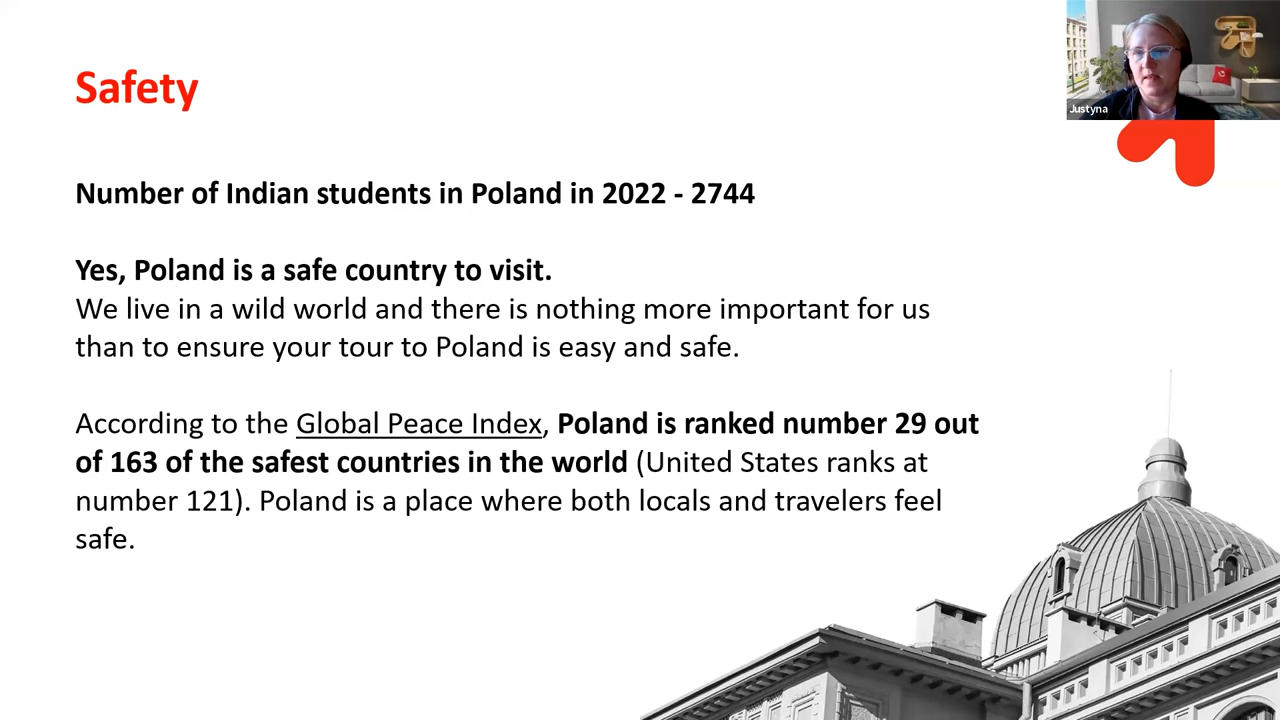 Safety
Justyna
Number of Indian students in Poland in 2022 - 2744
Yes, Poland is a safe country to visit.
We live in a wild world and there is nothing more important for us
than to ensure your tour to Poland is easy and safe.
According to the Global Peace Index, Poland is ranked number 29 out
of 163 of the safest countries in the world (United States ranks at
number 121). Poland is a place where both locals and travelers feel
safe.